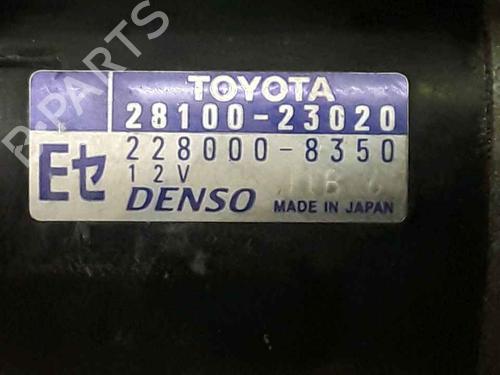 TOYOTA
28100-23020
228000-8350
Eセ
12V
DENSO
MADE IN JAPAN